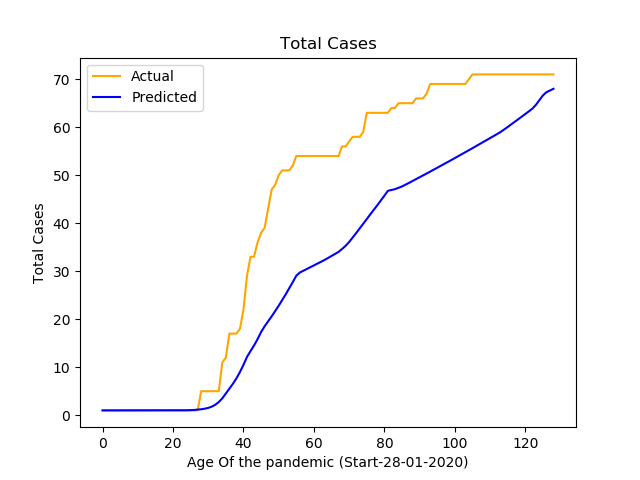 Total Cases
Actual
Predicted
Total Cases
70
60
50
40
30
20
10
0
0 20 40 60 80 100 120
Age Of the pandemic (Start-28-01-2020)